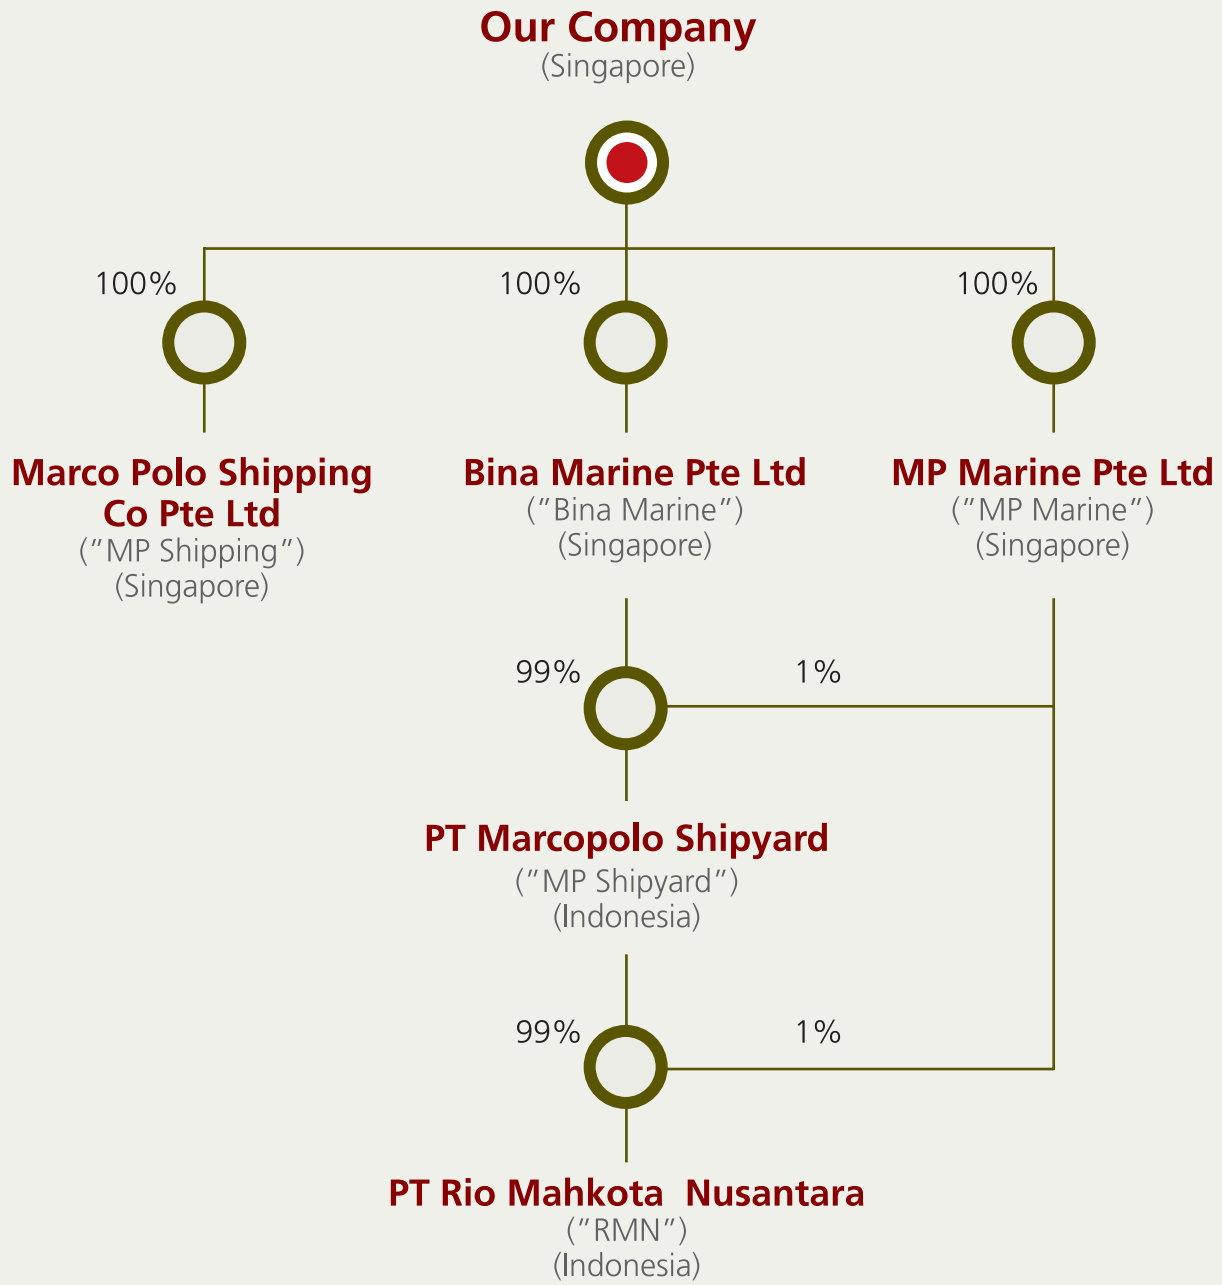 Our Company
(Singapore)
100%
100%
100%
Marco Polo Shipping
Co Pte Ltd
(”MP Shipping”)
(Singapore)
Bina Marine Pte Ltd
(”Bina Marine”)
(Singapore)
MP Marine Pte Ltd
(”MP Marine”)
(Singapore)
99%
1%
PT Marcopolo Shipyard
(”MP Shipyard”)
(Indonesia)
99%
1%
PT Rio Mahkota  Nusantara
(”RMN”)
(Indonesia)